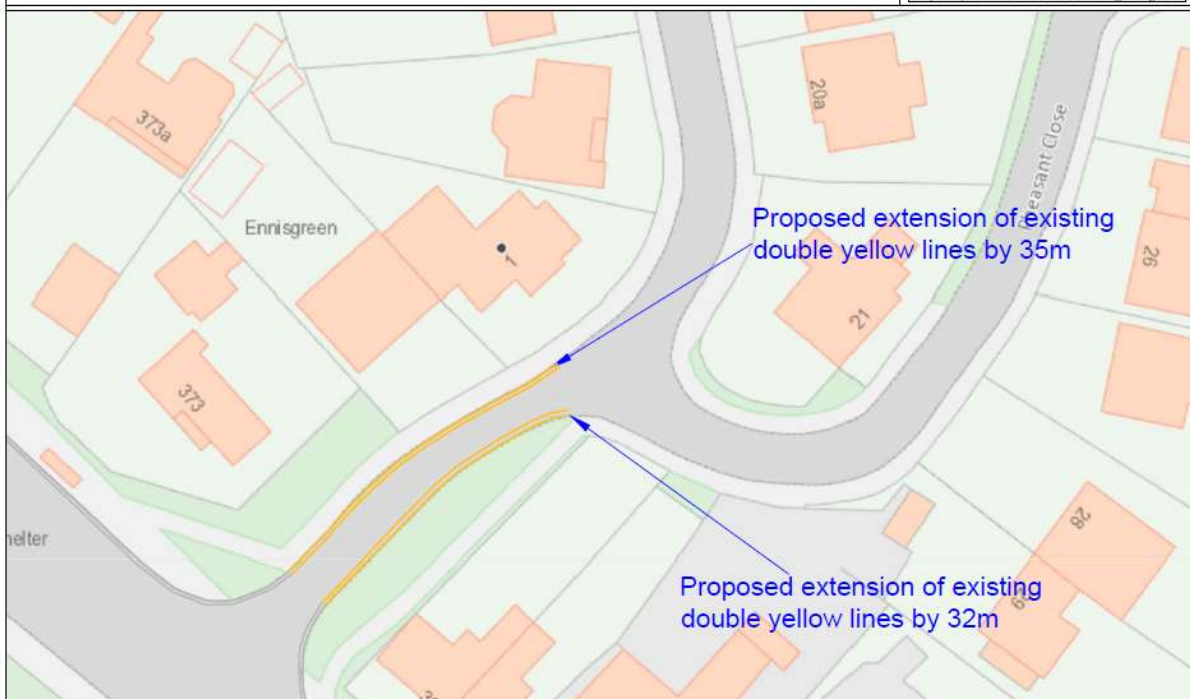 373a
20a
Pheasant Close
Ennisgreen
Proposed extension of existing
double yellow lines by 35m
1
26
21
373
helter
28
Proposed extension of existing
double yellow lines by 32m
29